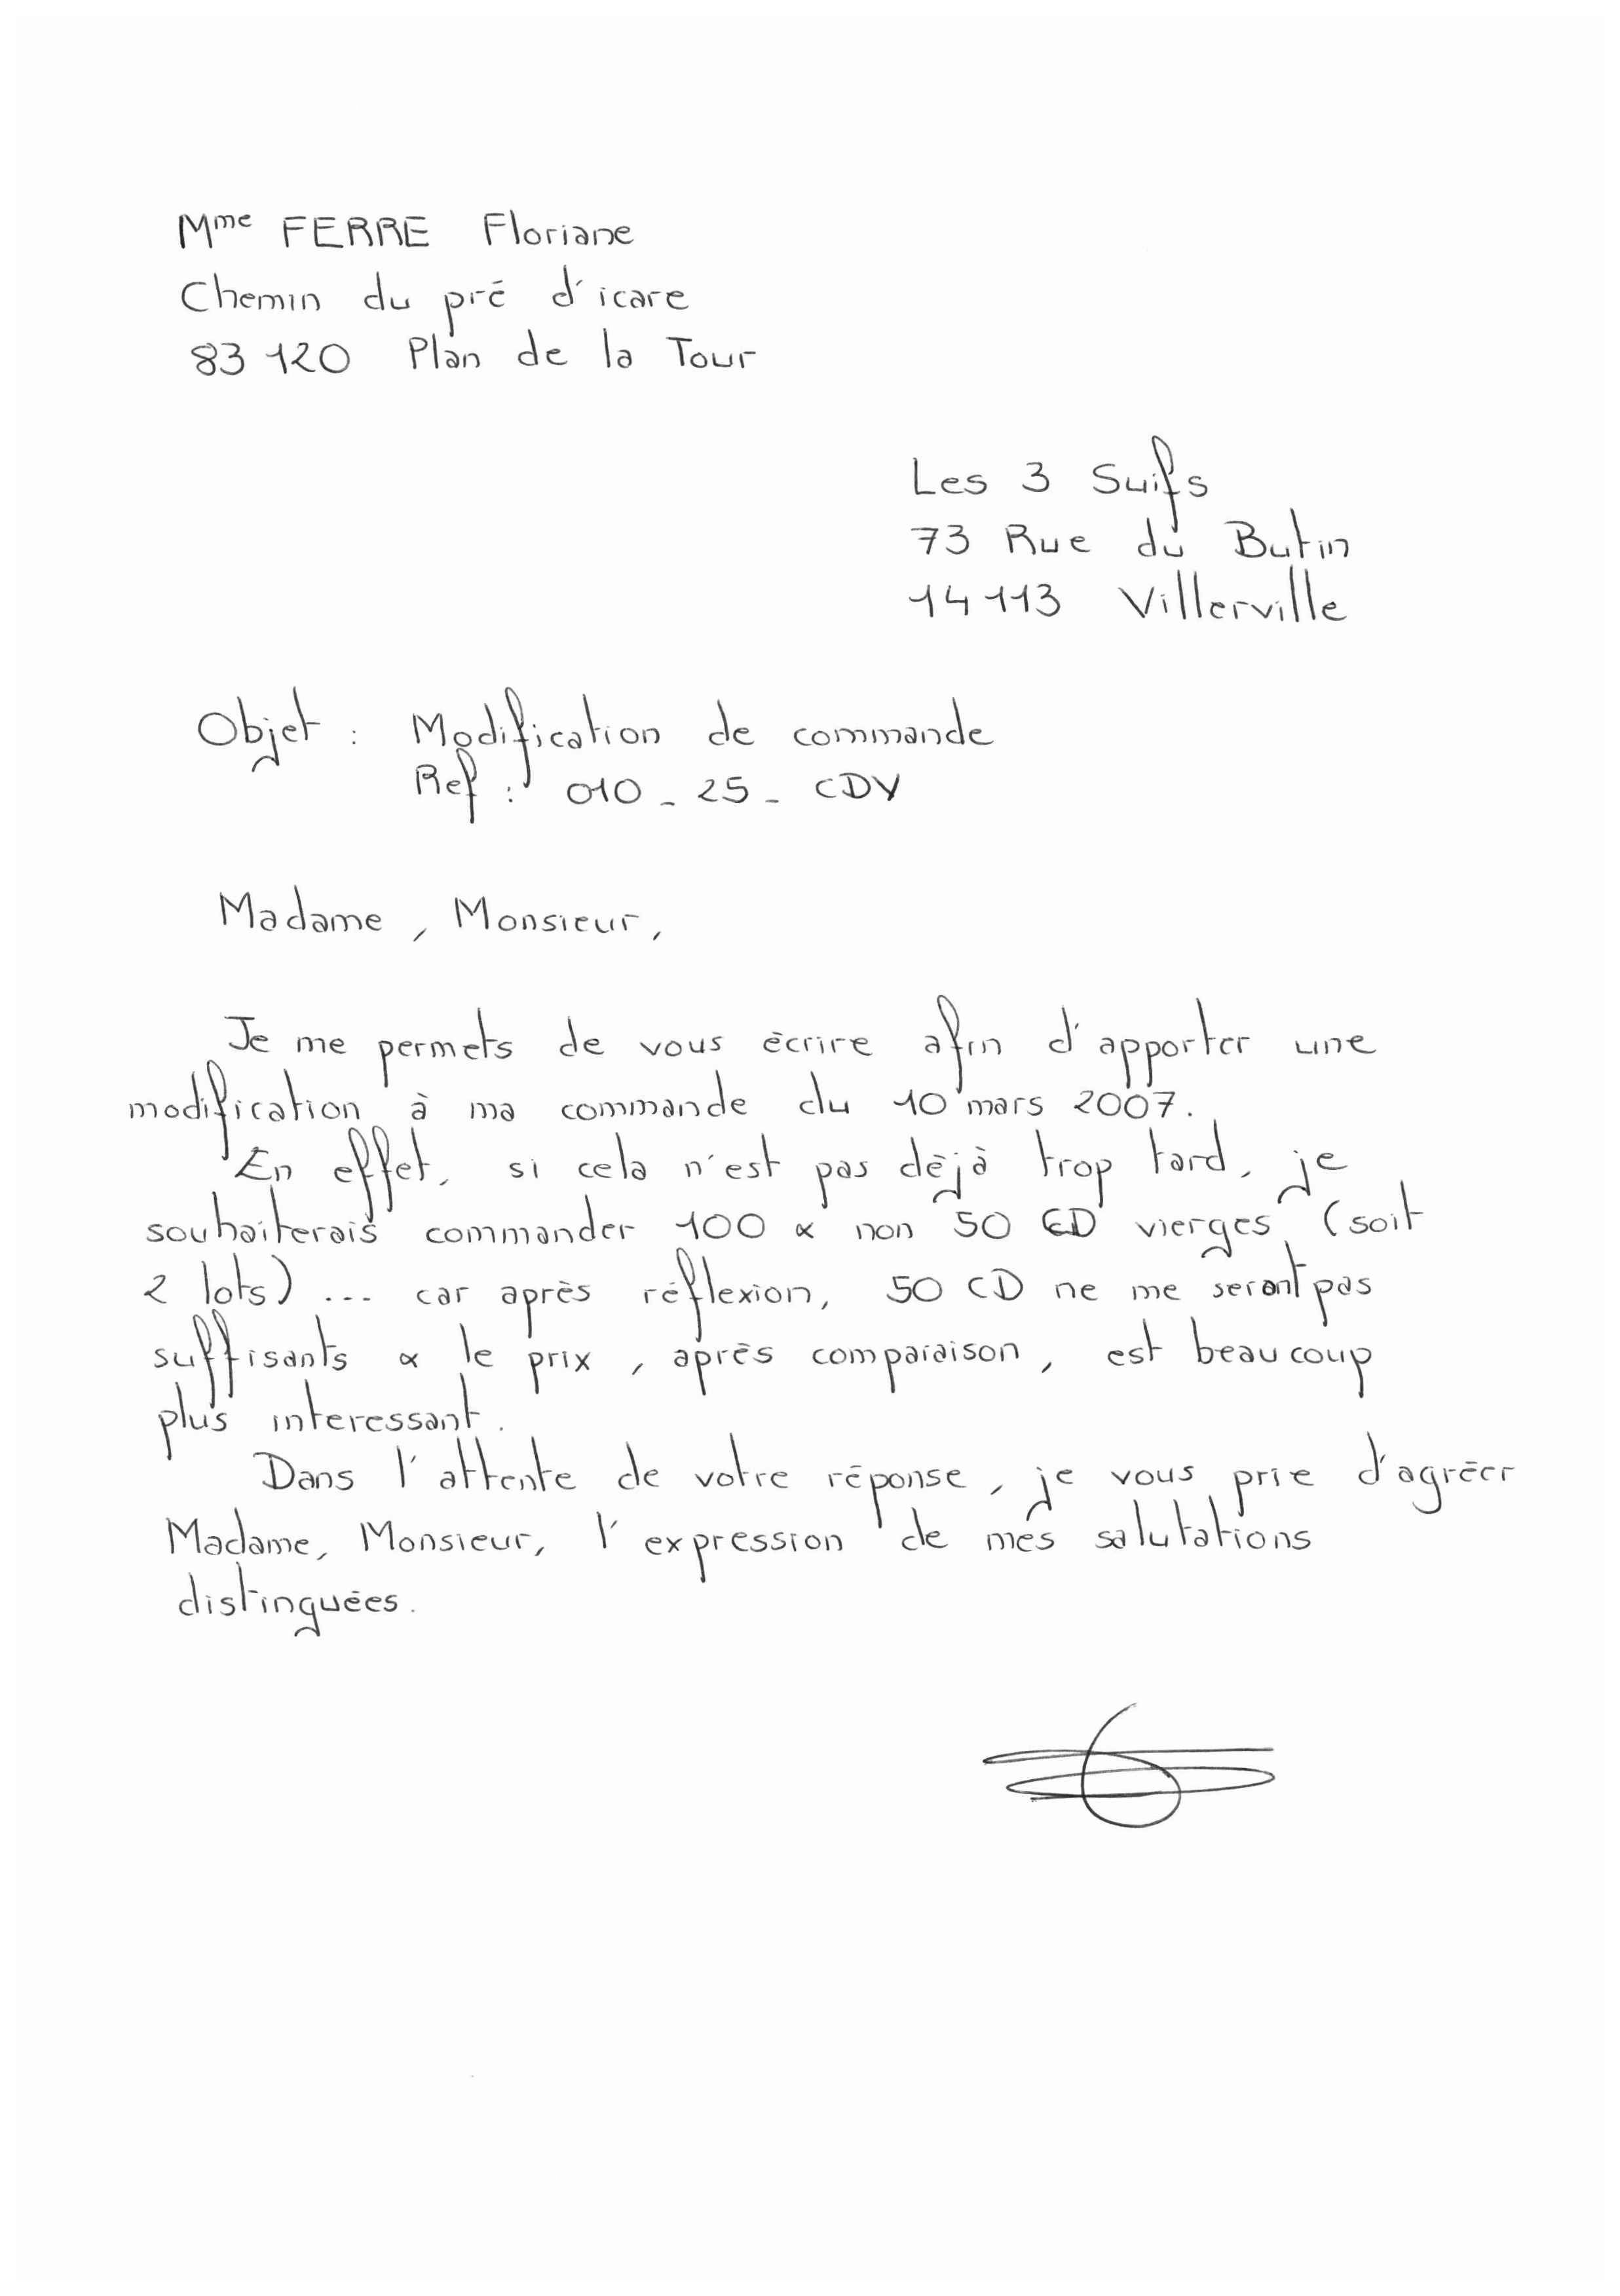 Mme FERRE Floriane
Chemin du pré d'icare
83 120 Plan de la Tour
Les 3 Suifs
73 Rue du Butin
14 113 Villerville
Objet : Modification de commande
Ref : 010 - 25 - CDV
Madame, Monsieur,
Je me permets de vous écrire afin d'apporter une
modification à ma commande du 10 mars 2007.
En effet, si cela n'est pas déjà trop tard, je
souhaiterais commander 100 & non 50 CD vierges (soit
2 lots) ... car après réflexion, 50 CD ne me seront pas
suffisants & le prix, après comparaison, est beaucoup
plus interessant.
Dans l'attente de votre réponse, je vous prie d'agréer
Madame, Monsieur, l'expression de mes salutations
distinguées.